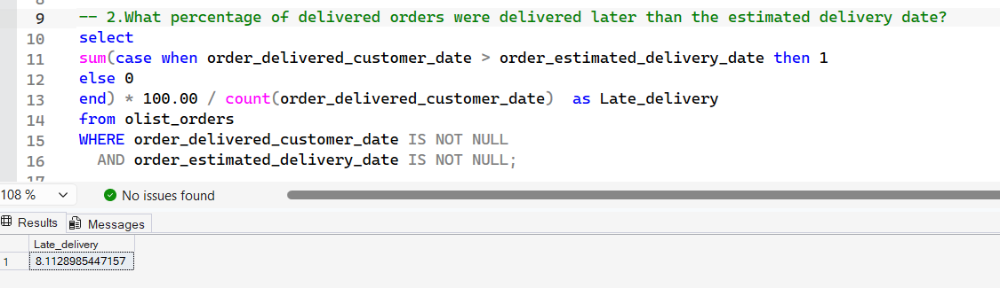 9 -- 2.What percentage of delivered orders were delivered later than the estimated delivery date?
10 select
11 sum(case when order_delivered_customer_date > order_estimated_delivery_date then 1
12 else 0
13 end) * 100.00 / count(order_delivered_customer_date)  as Late_delivery
14 from olist_orders
15 WHERE order_delivered_customer_date IS NOT NULL
16   AND order_estimated_delivery_date IS NOT NULL;
108 % No issues found
Results Messages
Late_delivery
1 8.1128985447157